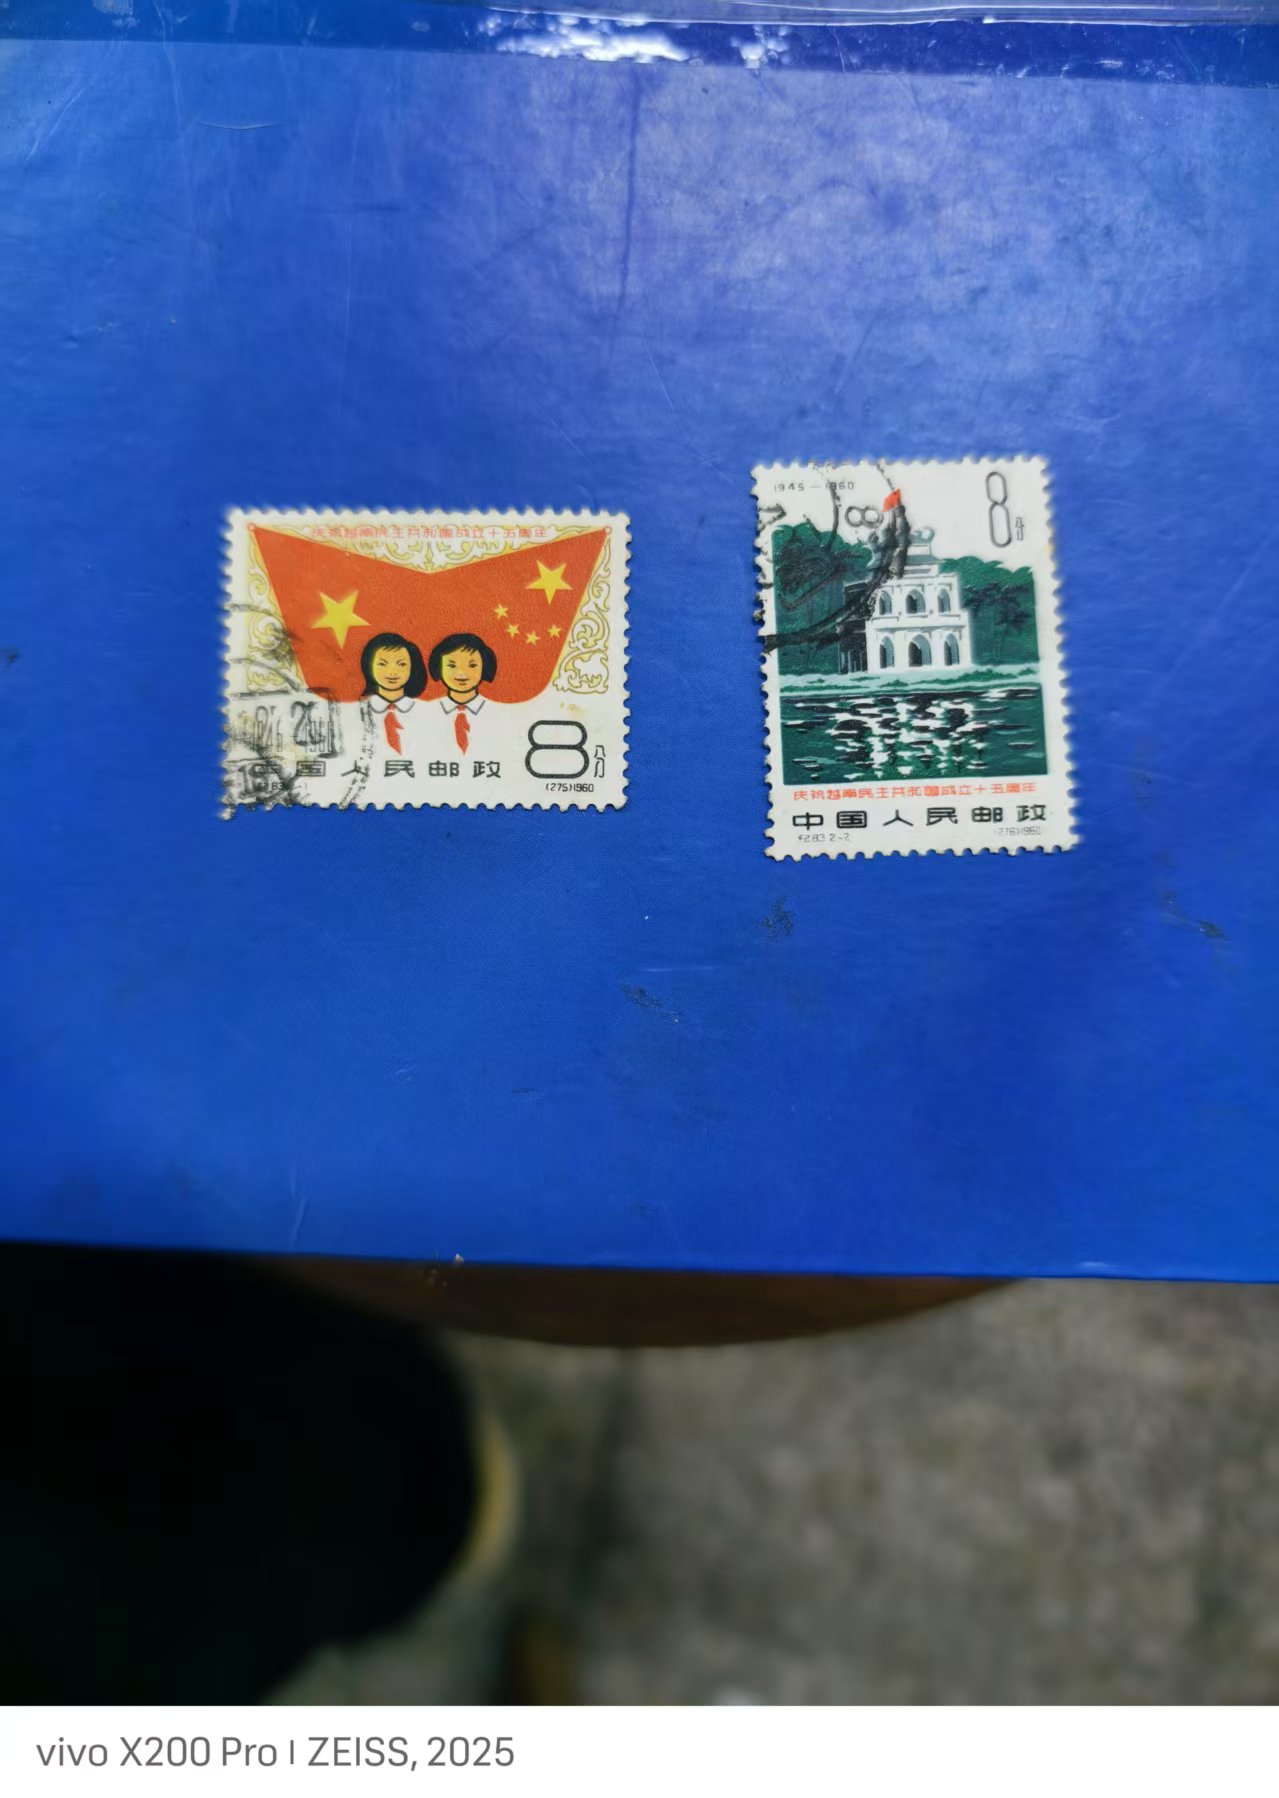 庆祝越南民主共和国成立十五周年
8分
中国人民邮政
(275)1960
1945—1960
8分
庆祝越南民主共和国成立十五周年
中国人民邮政
纪83.2-2
(276)1960
vivo X200 Pro | ZEISS, 2025